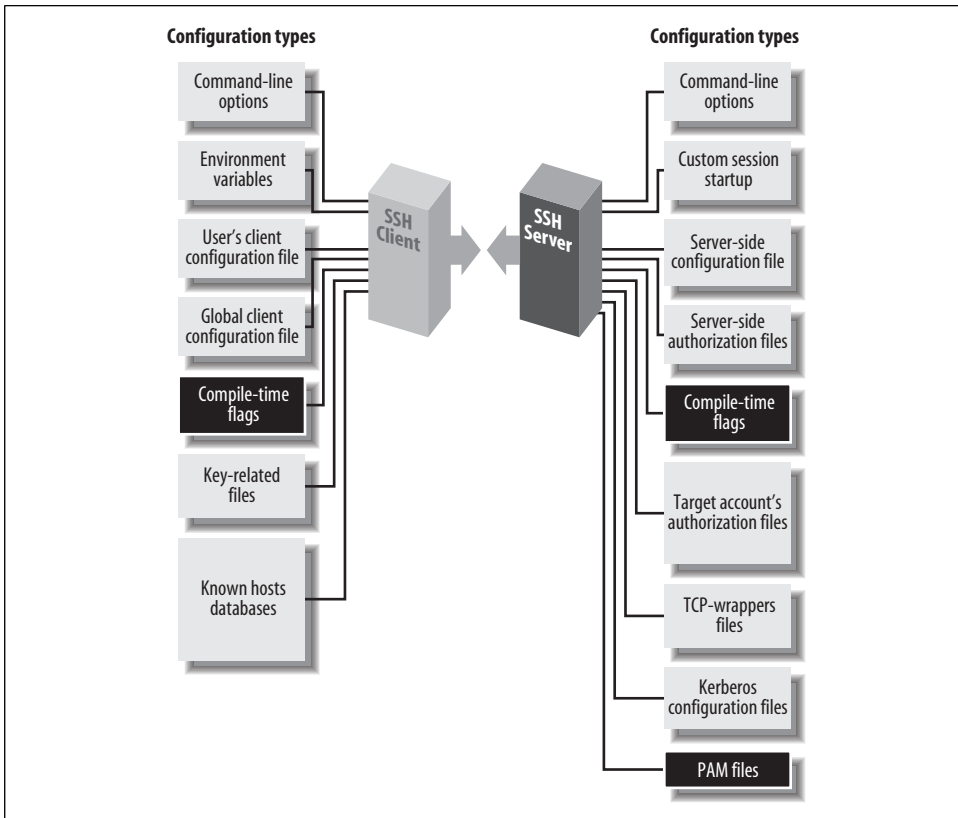 Configuration types
Command-line
options
Environment
variables
User's client
configuration file
Global client
configuration file
Compile-time
flags
Key-related
files
Known hosts
databases
SSH
Client
SSH
Server
Configuration types
Command-line
options
Custom session
startup
Server-side
configuration file
Server-side
authorization files
Compile-time
flags
Target account's
authorization files
TCP-wrappers
files
Kerberos
configuration files
PAM files